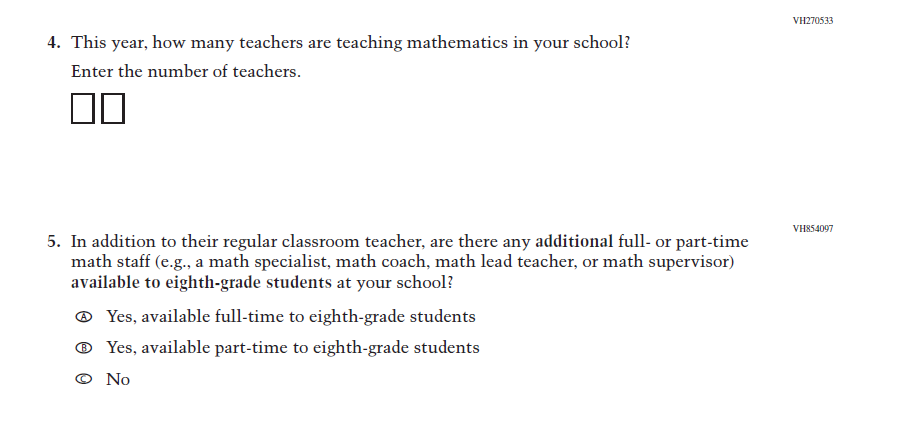 VH270533
4. This year, how many teachers are teaching mathematics in your school?
Enter the number of teachers.
VH854097
5. In addition to their regular classroom teacher, are there any additional full- or part-time
math staff (e.g., a math specialist, math coach, math lead teacher, or math supervisor)
available to eighth-grade students at your school?
A Yes, available full-time to eighth-grade students
B Yes, available part-time to eighth-grade students
C No